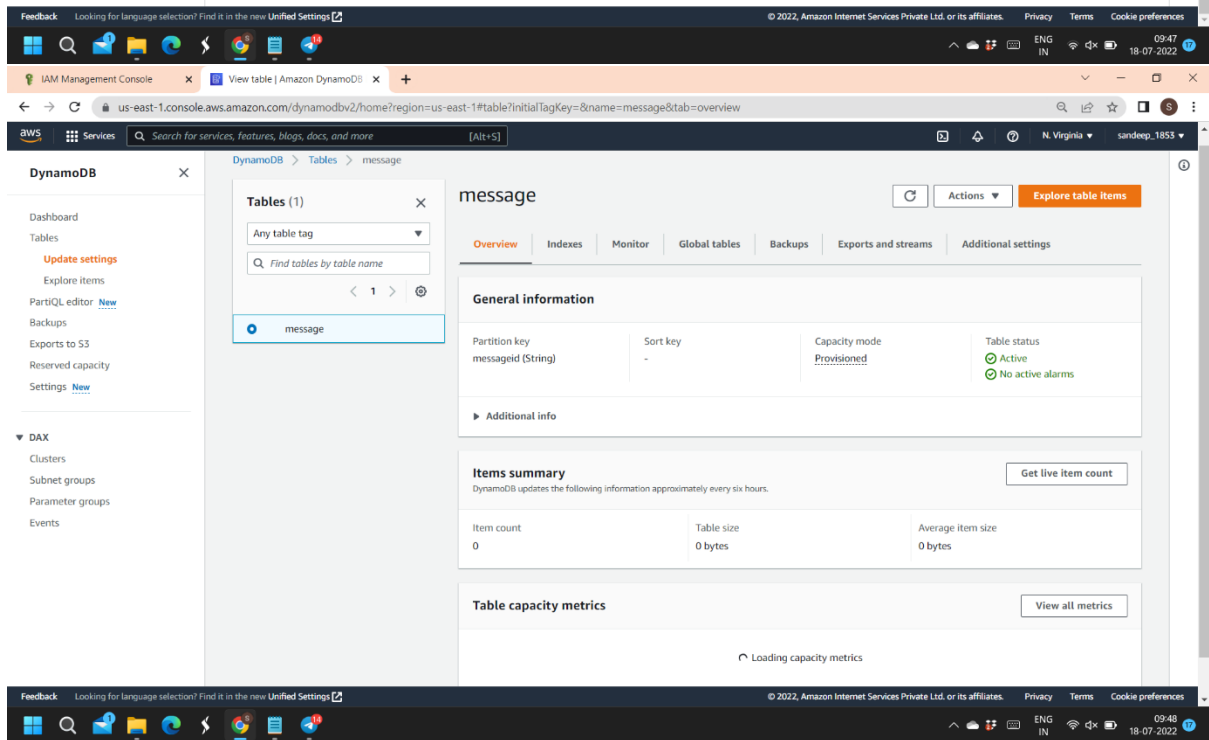 Feedback Looking for language selection? Find it in the new Unified Settings
© 2022, Amazon Internet Services Private Ltd. or its affiliates. Privacy Terms Cookie preferences
ENG IN
09:47
18-07-2022
17
IAM Management Console
View table | Amazon DynamoDB
us-east-1.console.aws.amazon.com/dynamodbv2/home?region=us-east-1#table?initialTagKey=&name=message&tab=overview
S
aws
Services
Search for services, features, blogs, docs, and more
[Alt+S]
N. Virginia
sandeep_1853
DynamoDB
Dashboard
Tables
Update settings
Explore items
PartiQL editor New
Backups
Exports to S3
Reserved capacity
Settings New
DAX
Clusters
Subnet groups
Parameter groups
Events
DynamoDB > Tables > message
Tables (1)
Any table tag
Find tables by table name
< 1 >
message
message
Actions
Explore table items
Overview
Indexes
Monitor
Global tables
Backups
Exports and streams
Additional settings
General information
Partition key
messageid (String)
Sort key
-
Capacity mode
Provisioned
Table status
Active
No active alarms
Additional info
Items summary
Get live item count
DynamoDB updates the following information approximately every six hours.
Item count
0
Table size
0 bytes
Average item size
0 bytes
Table capacity metrics
View all metrics
Loading capacity metrics
Feedback Looking for language selection? Find it in the new Unified Settings
© 2022, Amazon Internet Services Private Ltd. or its affiliates. Privacy Terms Cookie preferences
ENG IN
09:48
18-07-2022
17